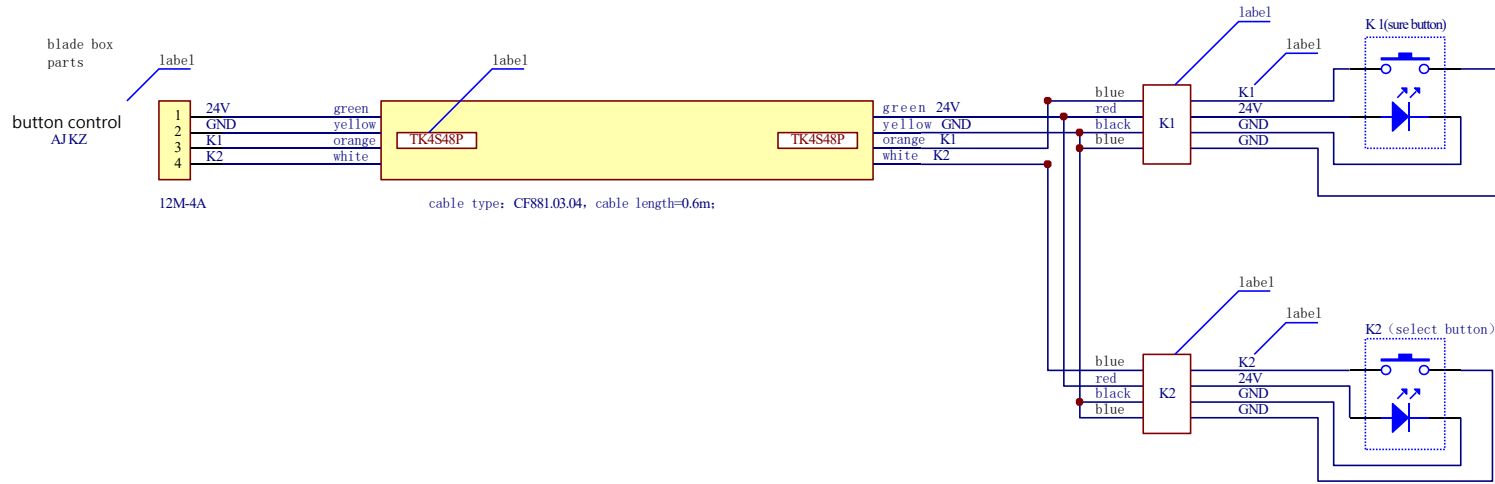 label
K 1(sure button)
blade box
parts
label
label
label
button control
AJKZ
1
2
3
4
24V
GND
K1
K2
green
yellow
orange
white
TK4S48P
TK4S48P
green 24V
yellow GND
orange K1
white K2
blue
red
black
blue
K1
K1
24V
GND
GND
12M-4A
cable type: CF881.03.04, cable length=0.6m;
label
label
K2 (select button)
blue
red
black
blue
K2
K2
24V
GND
GND